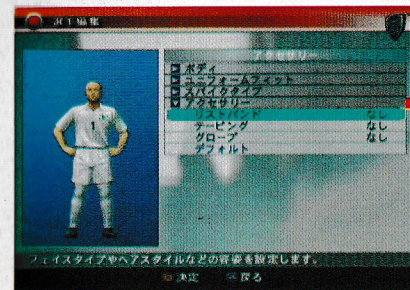 アクセサリー
ボディ
ユニフォームフィット
スパイクタイプ
アクセサリー
リストバンド なし
テーピング なし
グローブ なし
デフォルト
1
フェイスタイプやヘアスタイルなどの容姿を設定します。
決定 戻る